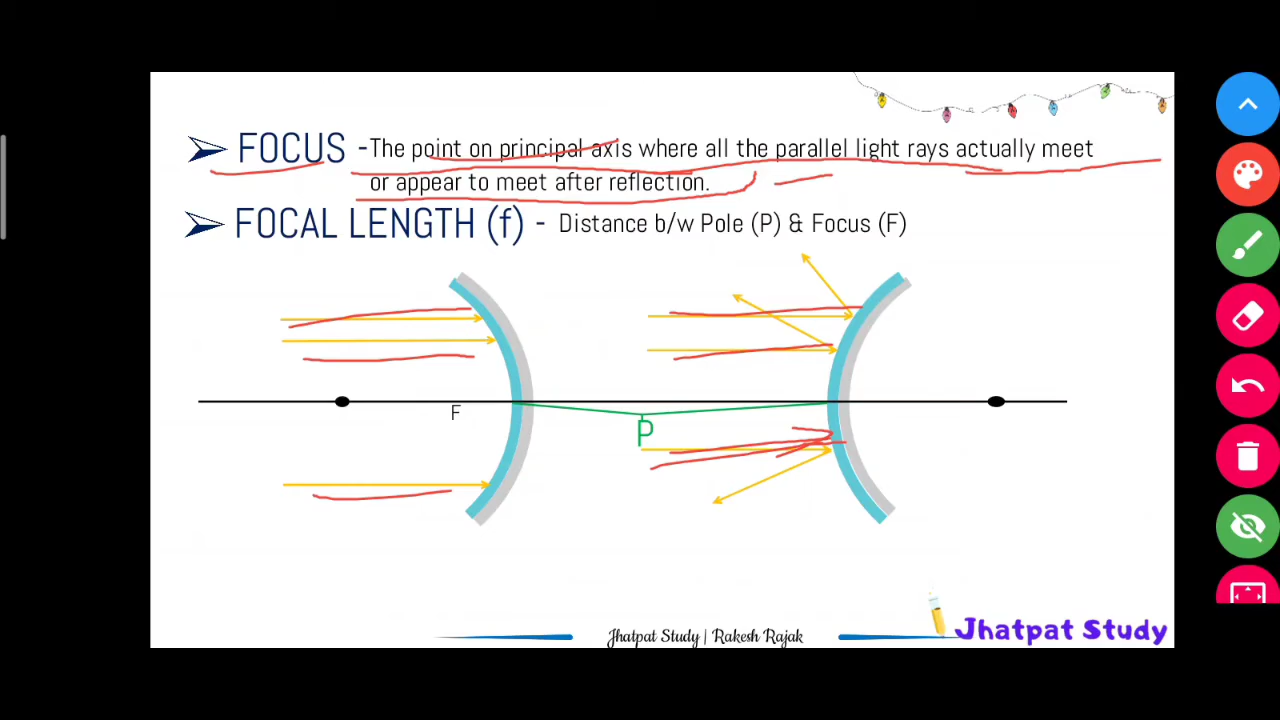 FOCUS -The point on principal axis where all the parallel light rays actually meet
or appear to meet after reflection.
FOCAL LENGTH (f) - Distance b/w Pole (P) & Focus (F)
F
P
Jhatpat Study | Rakesh Rajak
Jhatpat Study